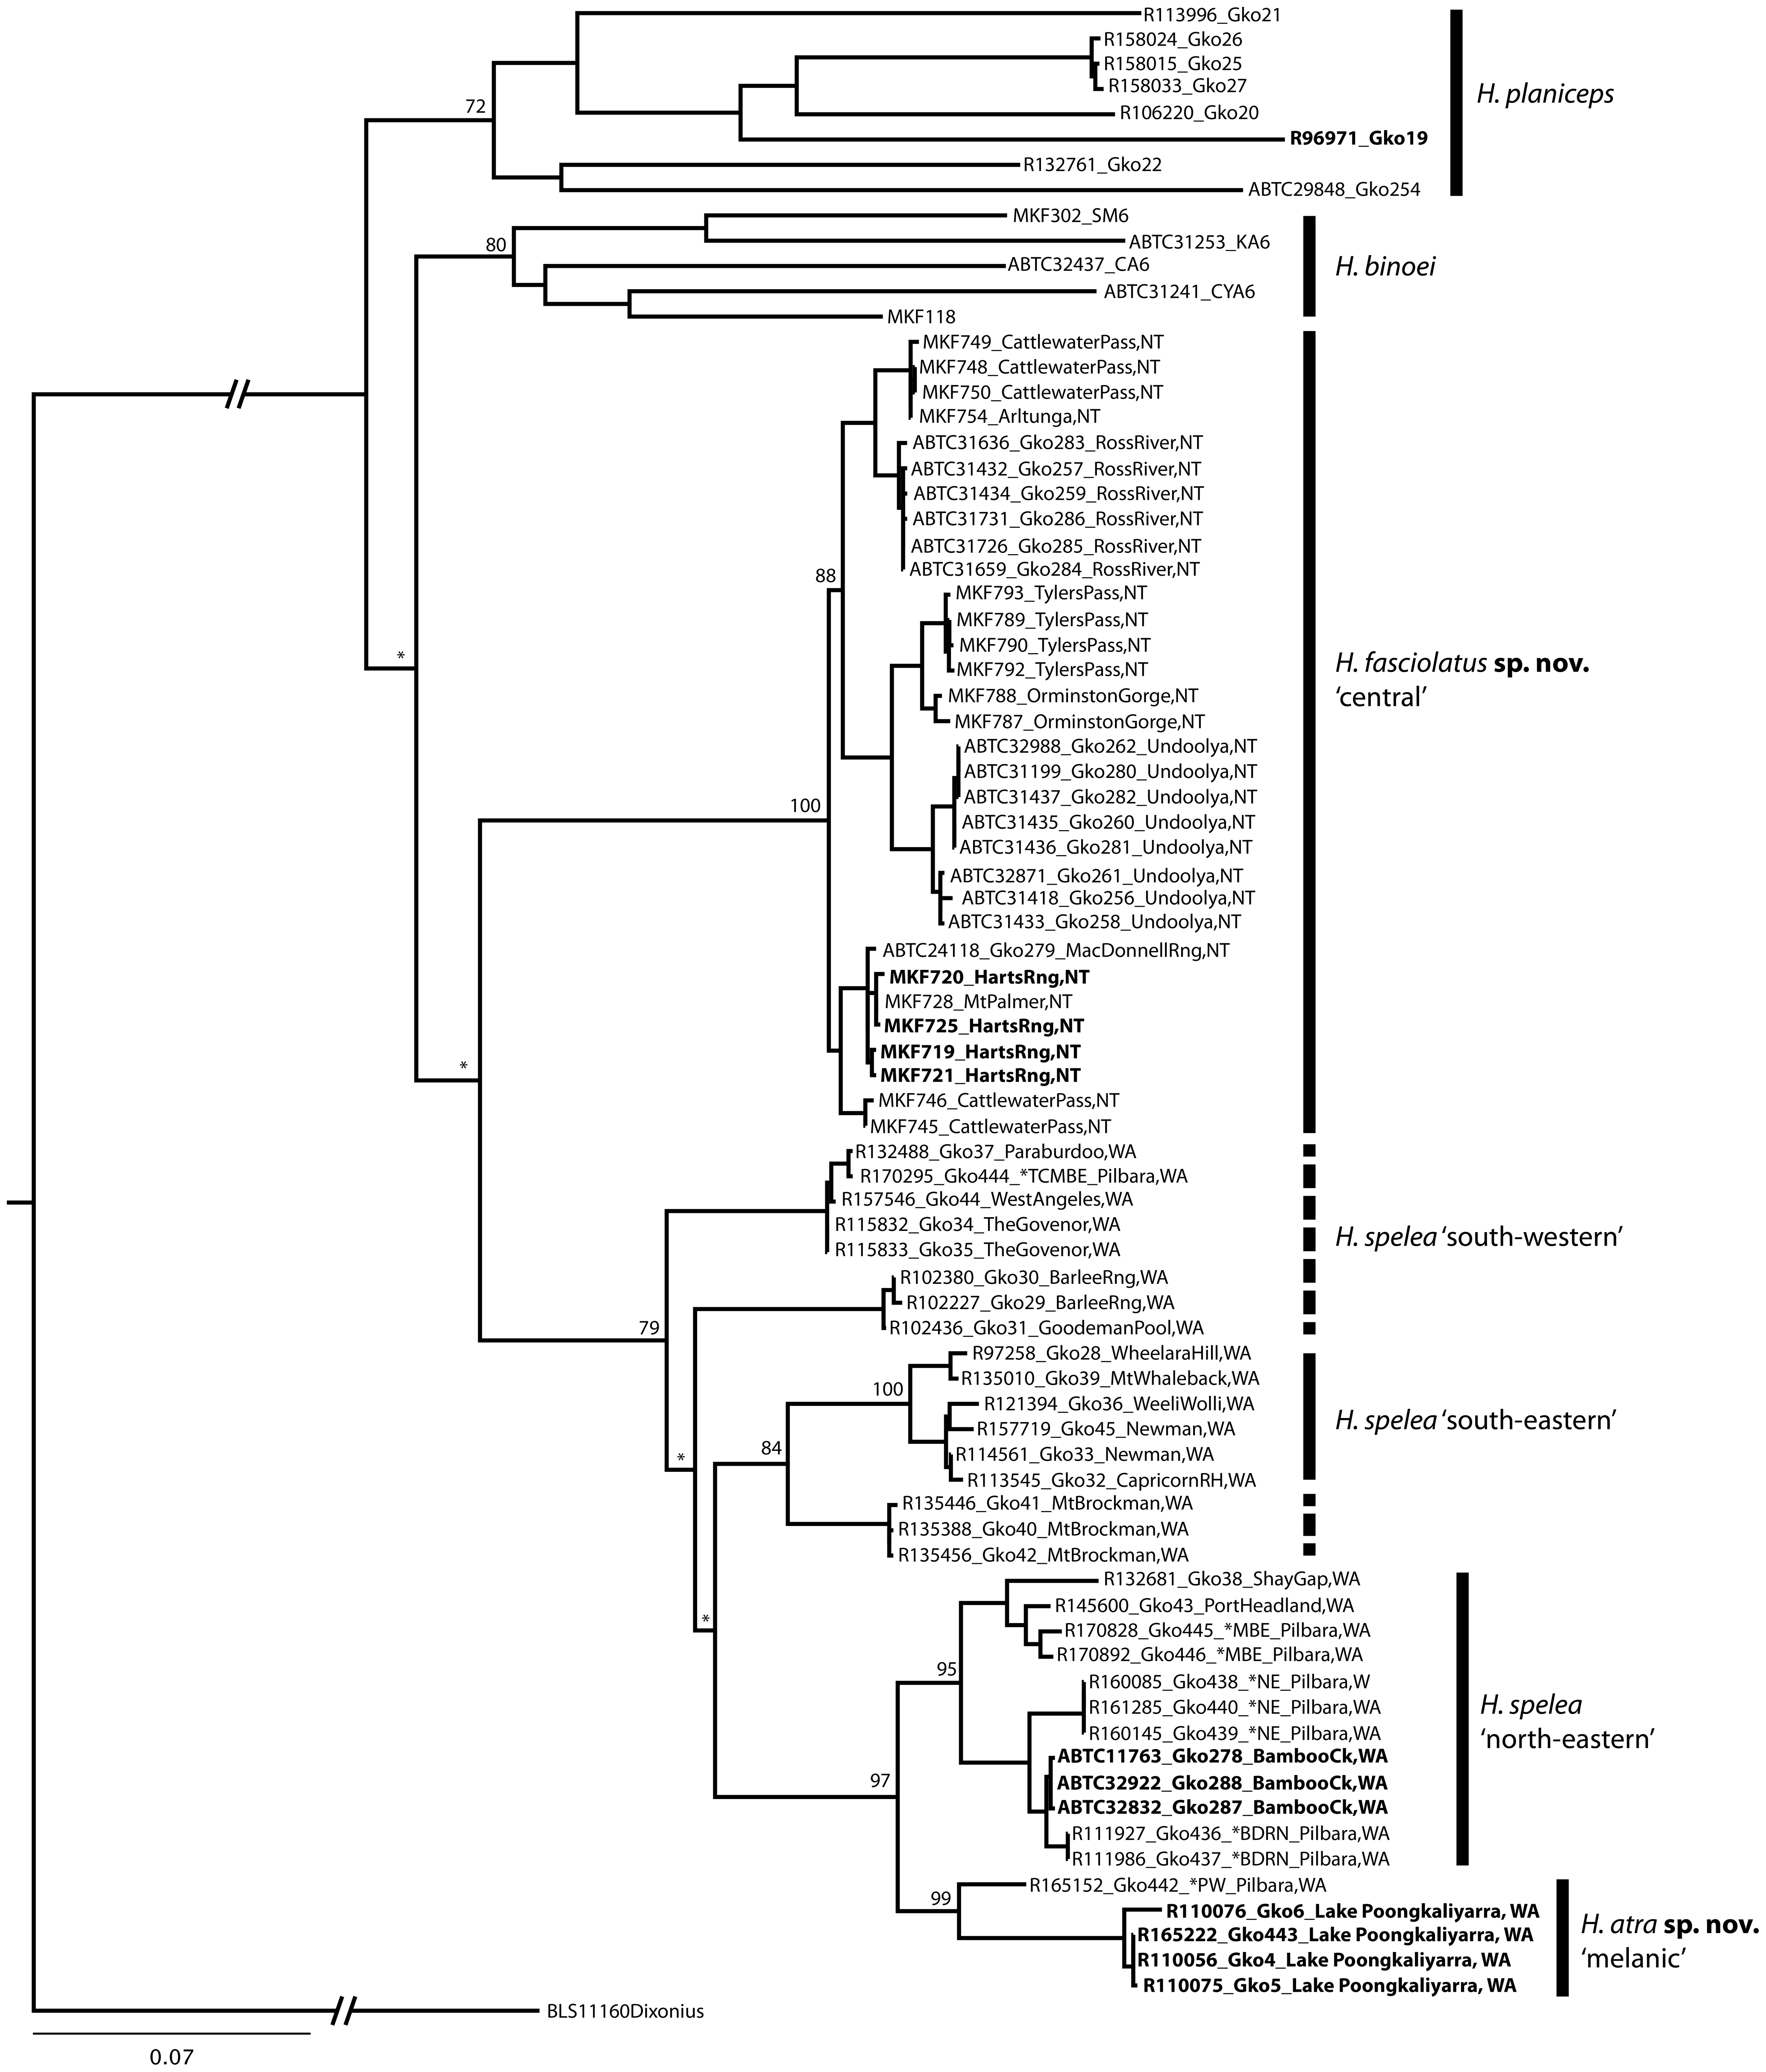 R113996_Gko21
R158024_Gko26
R158015_Gko25
R158033_Gko27
H. planiceps
72
R106220_Gko20
R96971_Gko19
R132761_Gko22
ABTC29848_Gko254
MKF302_SM6
80
ABTC31253_KA6
ABTC32437_CA6
H. binoei
ABTC31241_CYA6
MKF118
MKF749_CattlewaterPass,NT
MKF748_CattlewaterPass,NT
MKF750_CattlewaterPass,NT
MKF754_Arltunga,NT
ABTC31636_Gko283_RossRiver,NT
ABTC31432_Gko257_RossRiver,NT
ABTC31434_Gko259_RossRiver,NT
ABTC31731_Gko286_RossRiver,NT
ABTC31726_Gko285_RossRiver,NT
ABTC31659_Gko284_RossRiver,NT
88
MKF793_TylersPass,NT
MKF789_TylersPass,NT
MKF790_TylersPass,NT
*
H. fasciolatus sp. nov.
MKF792_TylersPass,NT
‘central’
MKF788_OrminstonGorge,NT
MKF787_OrminstonGorge,NT
ABTC32988_Gko262_Undoolya,NT
ABTC31199_Gko280_Undoolya,NT
ABTC31437_Gko282_Undoolya,NT
100
ABTC31435_Gko260_Undoolya,NT
ABTC31436_Gko281_Undoolya,NT
ABTC32871_Gko261_Undoolya,NT
ABTC31418_Gko256_Undoolya,NT
ABTC31433_Gko258_Undoolya,NT
ABTC24118_Gko279_MacDonnellRng,NT
MKF720_HartsRng,NT
MKF728_MtPalmer,NT
MKF725_HartsRng,NT
MKF719_HartsRng,NT
*
MKF721_HartsRng,NT
MKF746_CattlewaterPass,NT
MKF745_CattlewaterPass,NT
R132488_Gko37_Paraburdoo,WA
R170295_Gko444_*TCMBE_Pilbara,WA
R157546_Gko44_WestAngeles,WA
R115832_Gko34_TheGovenor,WA
H. spelea ‘south-western’
R115833_Gko35_TheGovenor,WA
R102380_Gko30_BarleeRng,WA
R102227_Gko29_BarleeRng,WA
79
R102436_Gko31_GoodemanPool,WA
R97258_Gko28_WheelaraHill,WA
R135010_Gko39_MtWhaleback,WA
100
R121394_Gko36_WeeliWolli,WA
H. spelea ‘south-eastern’
R157719_Gko45_Newman,WA
84
*
R114561_Gko33_Newman,WA
R113545_Gko32_CapricornRH,WA
R135446_Gko41_MtBrockman,WA
R135388_Gko40_MtBrockman,WA
R135456_Gko42_MtBrockman,WA
R132681_Gko38_ShayGap,WA
R145600_Gko43_PortHeadland,WA
*
R170828_Gko445_*MBE_Pilbara,WA
R170892_Gko446_*MBE_Pilbara,WA
95
R160085_Gko438_*NE_Pilbara,W
R161285_Gko440_*NE_Pilbara,WA
R160145_Gko439_*NE_Pilbara,WA
H. spelea
‘north-eastern’
ABTC11763_Gko278_BambooCk,WA
97
ABTC32922_Gko288_BambooCk,WA
ABTC32832_Gko287_BambooCk,WA
R111927_Gko436_*BDRN_Pilbara,WA
R111986_Gko437_*BDRN_Pilbara,WA
R165152_Gko442_*PW_Pilbara,WA
99
R110076_Gko6_Lake Poongkaliyarra, WA
R165222_Gko443_Lake Poongkaliyarra, WA
H. atra sp. nov.
‘melanic’
R110056_Gko4_Lake Poongkaliyarra, WA
R110075_Gko5_Lake Poongkaliyarra, WA
BLS11160Dixonius
0.07